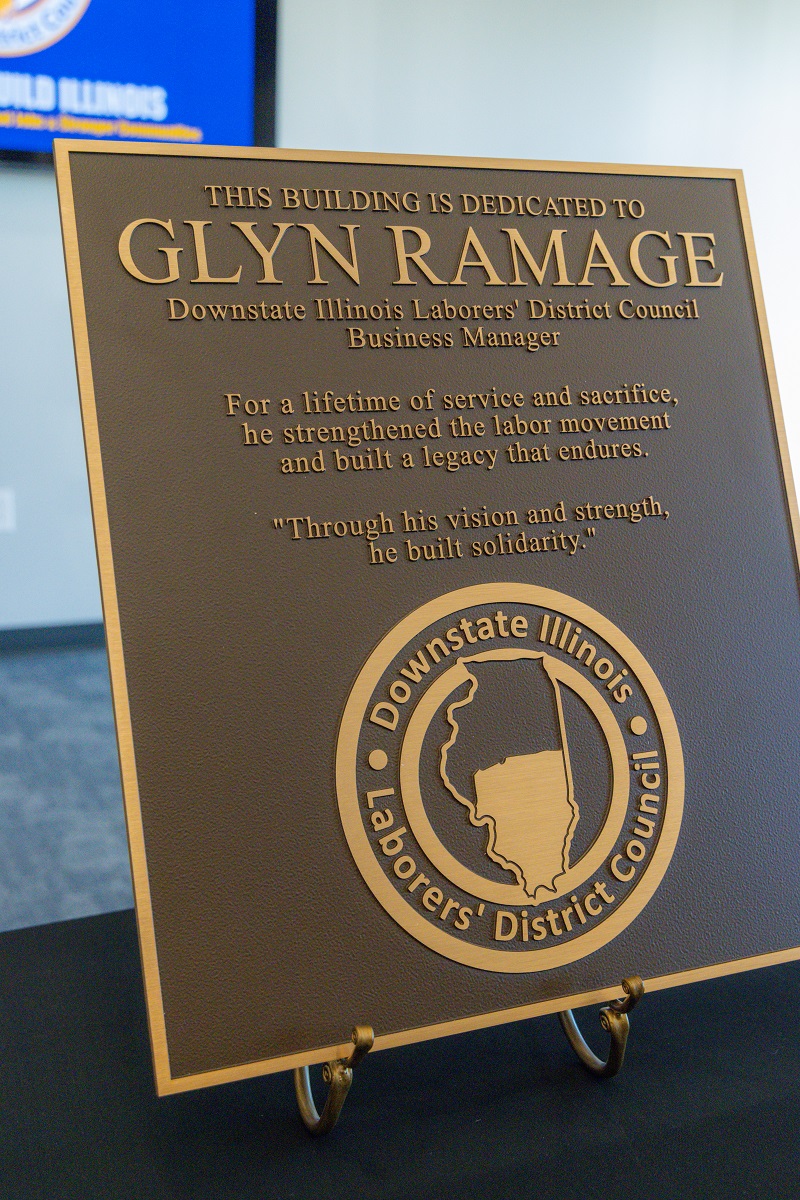 ILD ILLINOIS
THIS BUILDING IS DEDICATED TO
GLYN RAMAGE
Downstate Illinois Laborers' District Council
Business Manager
For a lifetime of service and sacrifice,
he strengthened the labor movement
and built a legacy that endures.
"Through his vision and strength,
he built solidarity."
Downstate Illinois
Laborers' District Council